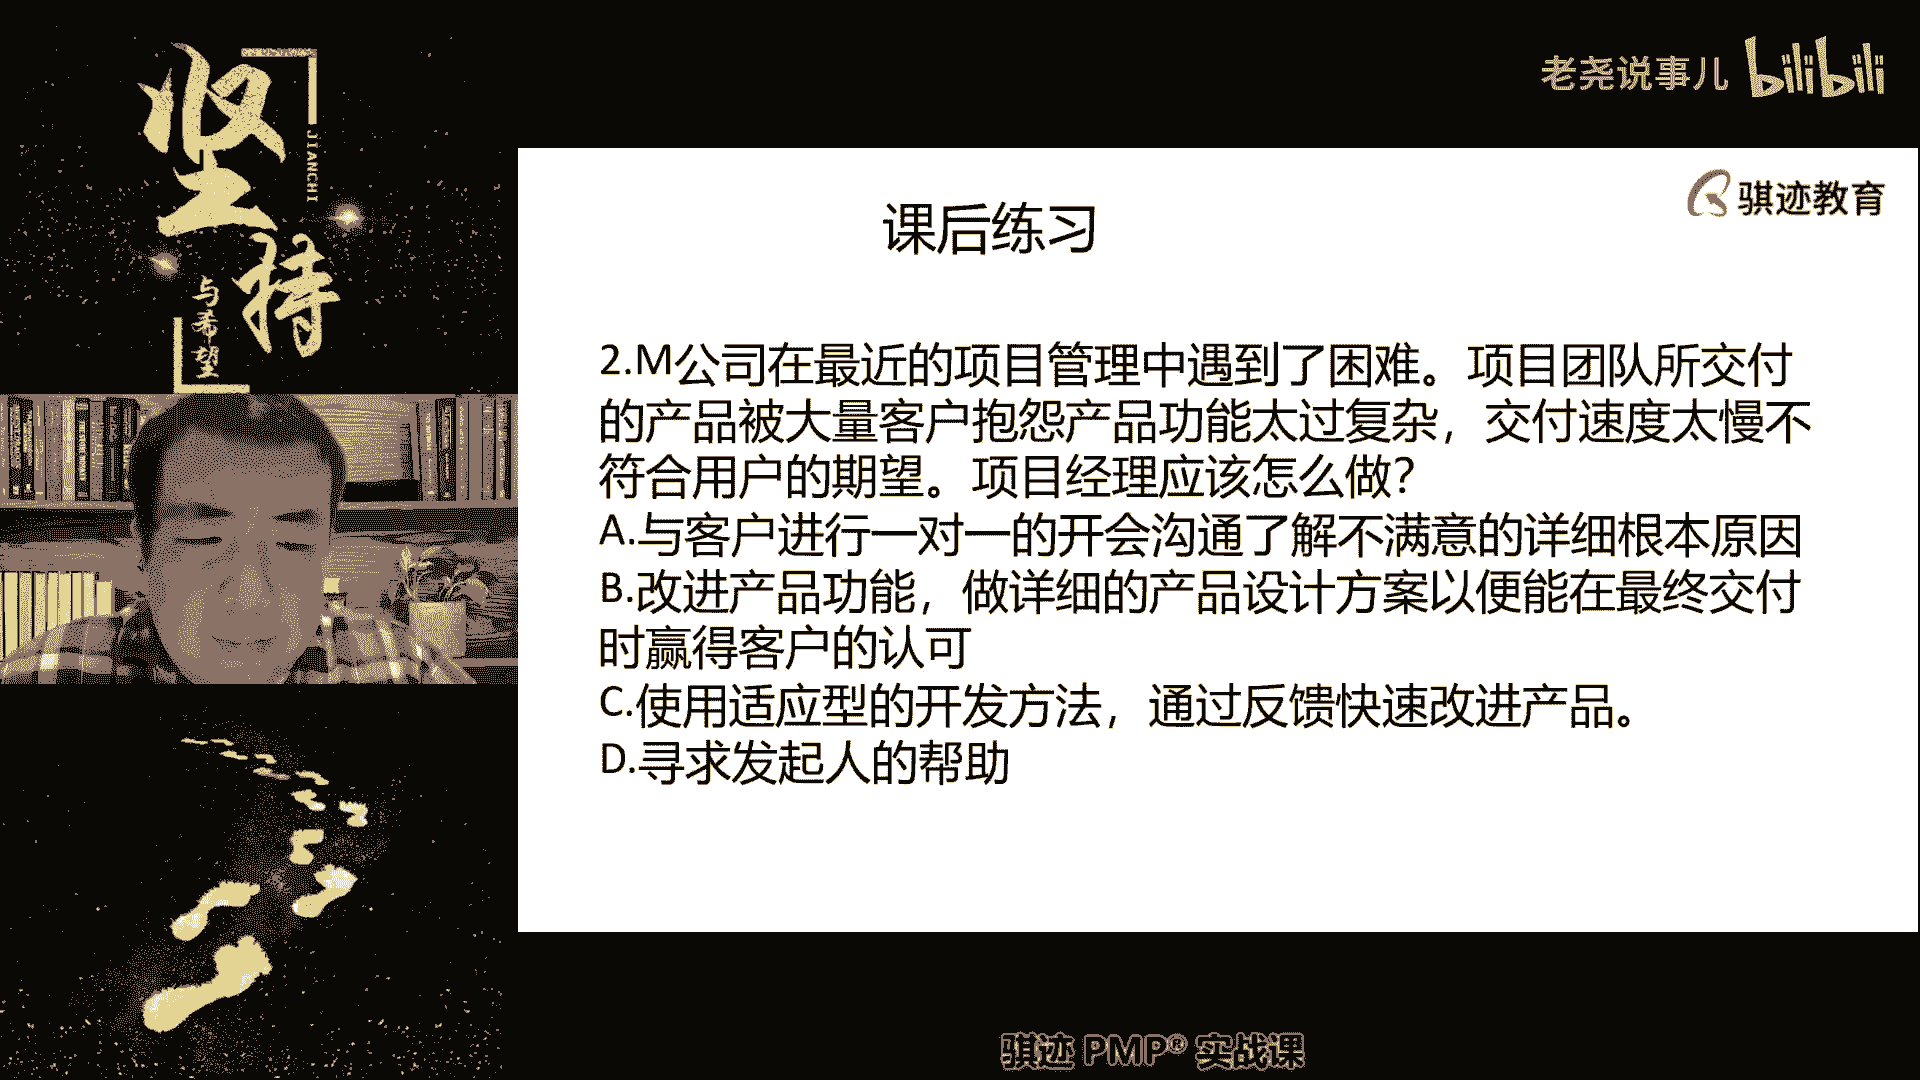 坚持
JIANCHI
与希望
老尧说事儿 bilibili
骐迹教育
课后练习
2.M公司在最近的项目管理中遇到了困难。项目团队所交付
的产品被大量客户抱怨产品功能太过复杂，交付速度太慢不
符合用户的期望。项目经理应该怎么做？
A.与客户进行一对一的开会沟通了解不满意的详细根本原因
B.改进产品功能，做详细的产品设计方案以便能在最终交付
时赢得客户的认可
C.使用适应型的开发方法，通过反馈快速改进产品。
D.寻求发起人的帮助
骐迹 PMP® 实战课